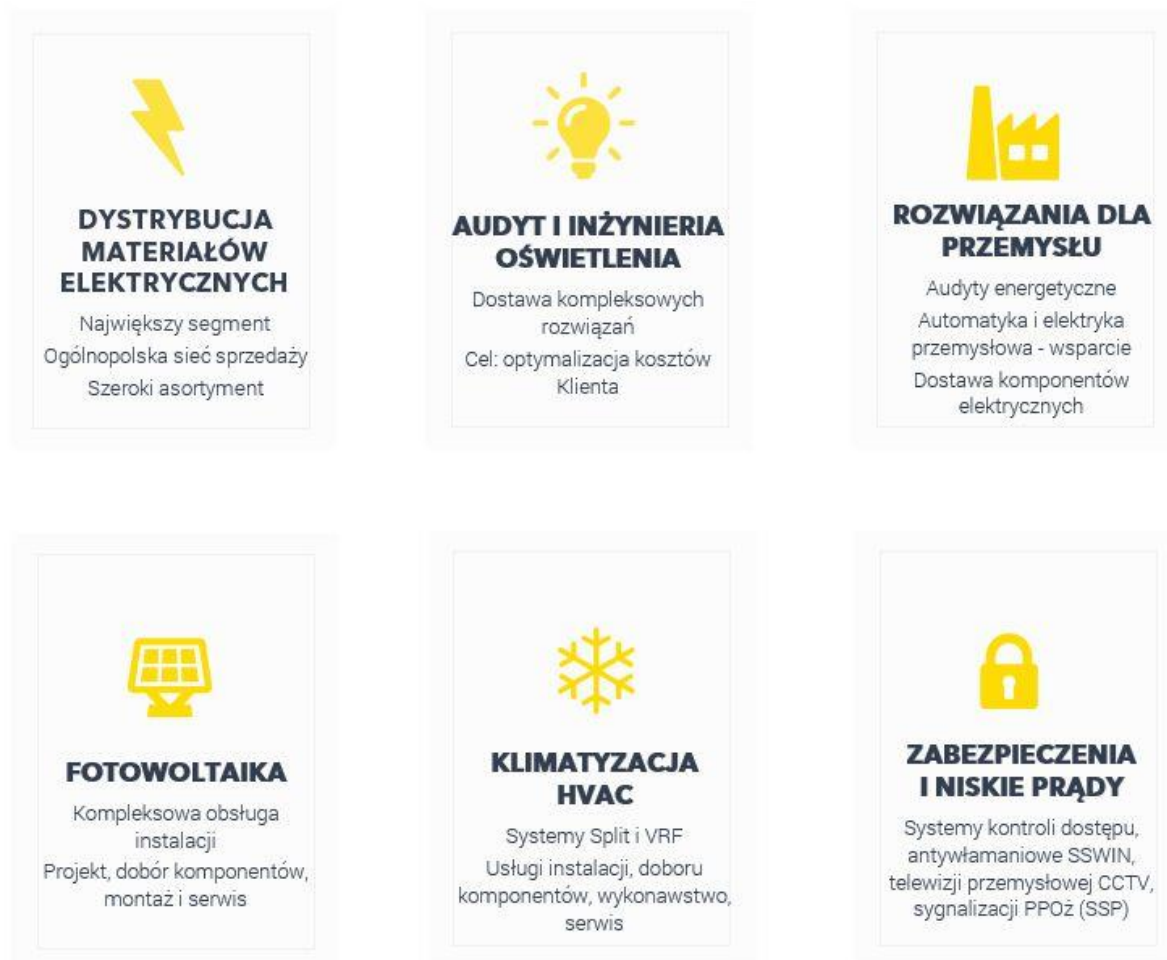 DYSTRYBUCJA
MATERIAŁÓW
ELEKTRYCZNYCH
Największy segment
Ogólnopolska sieć sprzedaży
Szeroki asortyment
AUDYT I INŻYNIERIA
OŚWIETLENIA
Dostawa kompleksowych
rozwiązań
Cel: optymalizacja kosztów
Klienta
ROZWIĄZANIA DLA
PRZEMYSŁU
Audyty energetyczne
Automatyka i elektryka
przemysłowa - wsparcie
Dostawa komponentów
elektrycznych
FOTOWOLTAIKA
Kompleksowa obsługa
instalacji
Projekt, dobór komponentów,
montaż i serwis
KLIMATYZACJA
HVAC
Systemy Split i VRF
Usługi instalacji, doboru
komponentów, wykonawstwo,
serwis
ZABEZPIECZENIA
I NISKIE PRĄDY
Systemy kontroli dostępu,
antywłamaniowe SSWIN,
telewizji przemysłowej CCTV,
sygnalizacji PPOż (SSP)